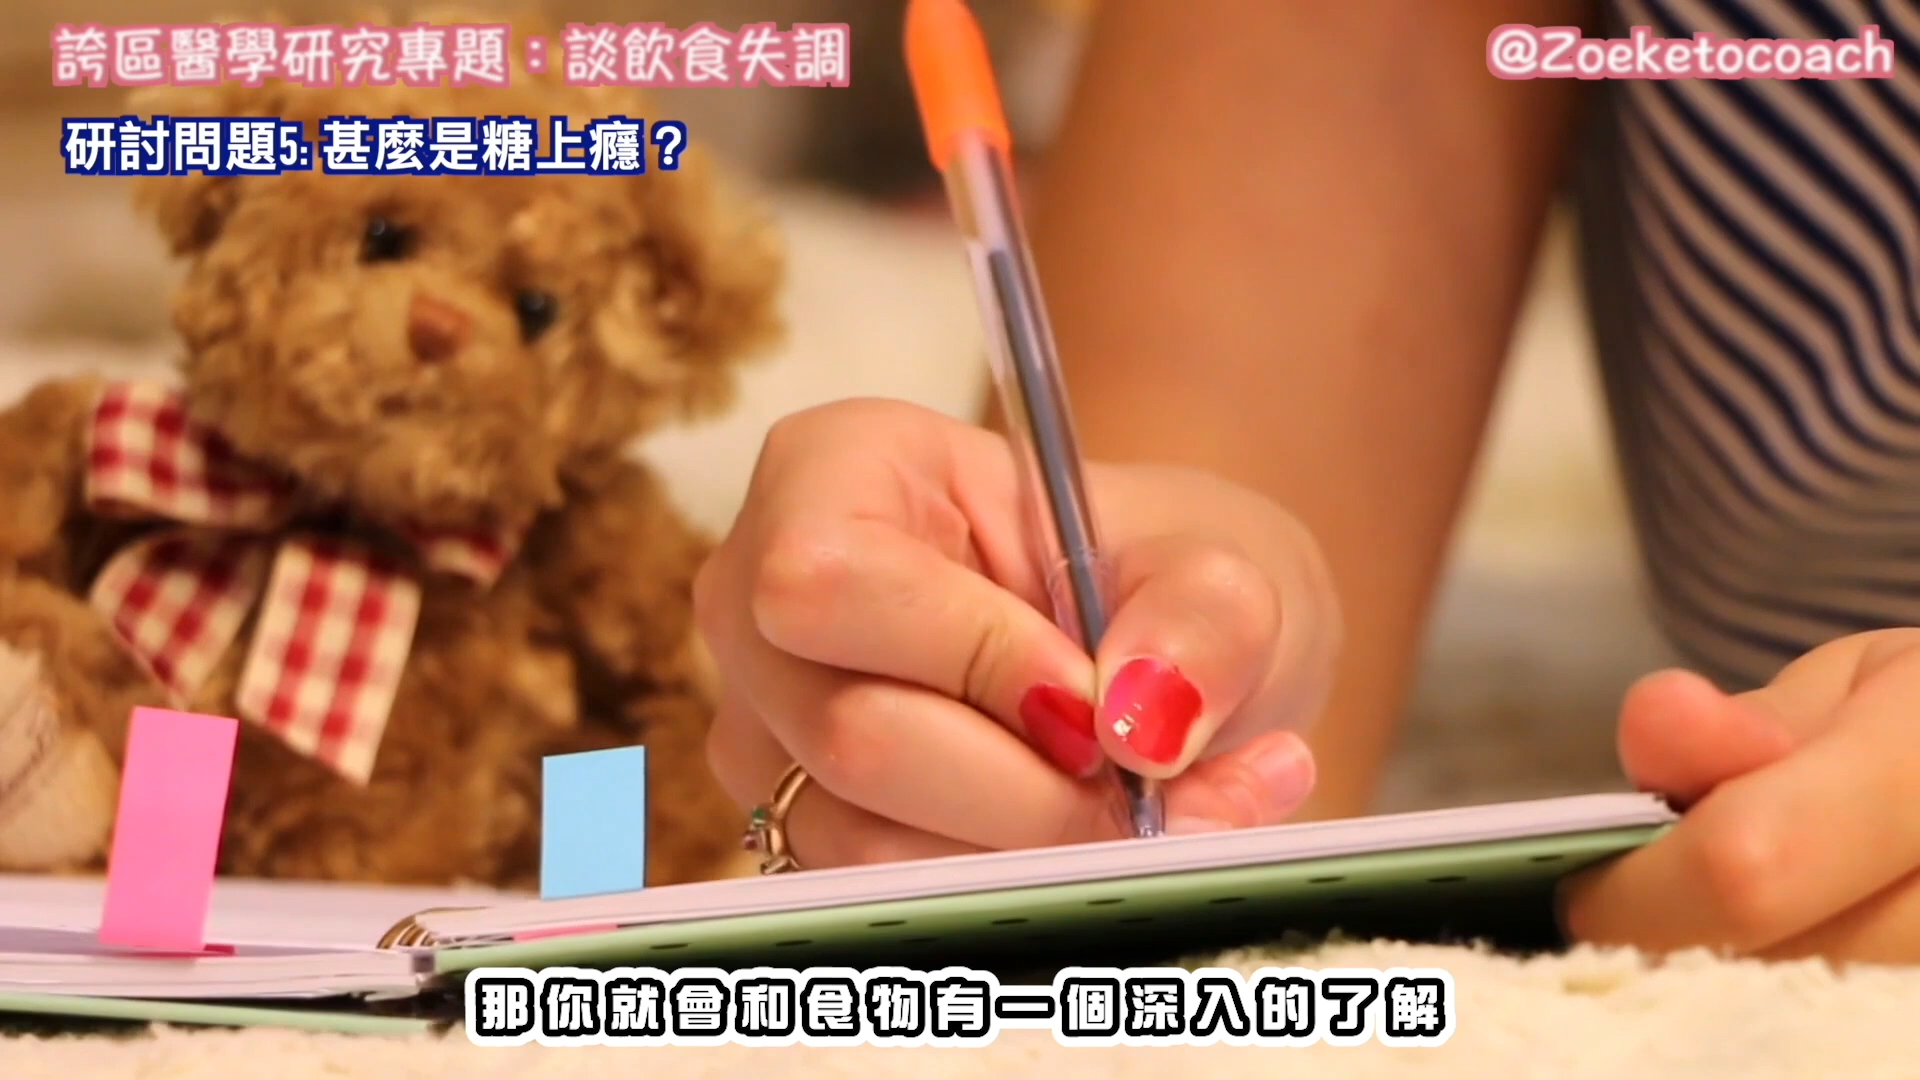 誇區醫學研究專題：談飲食失調
@Zoeketocoach
研討問題5: 甚麼是糖上癮？
那你就會和食物有一個深入的了解